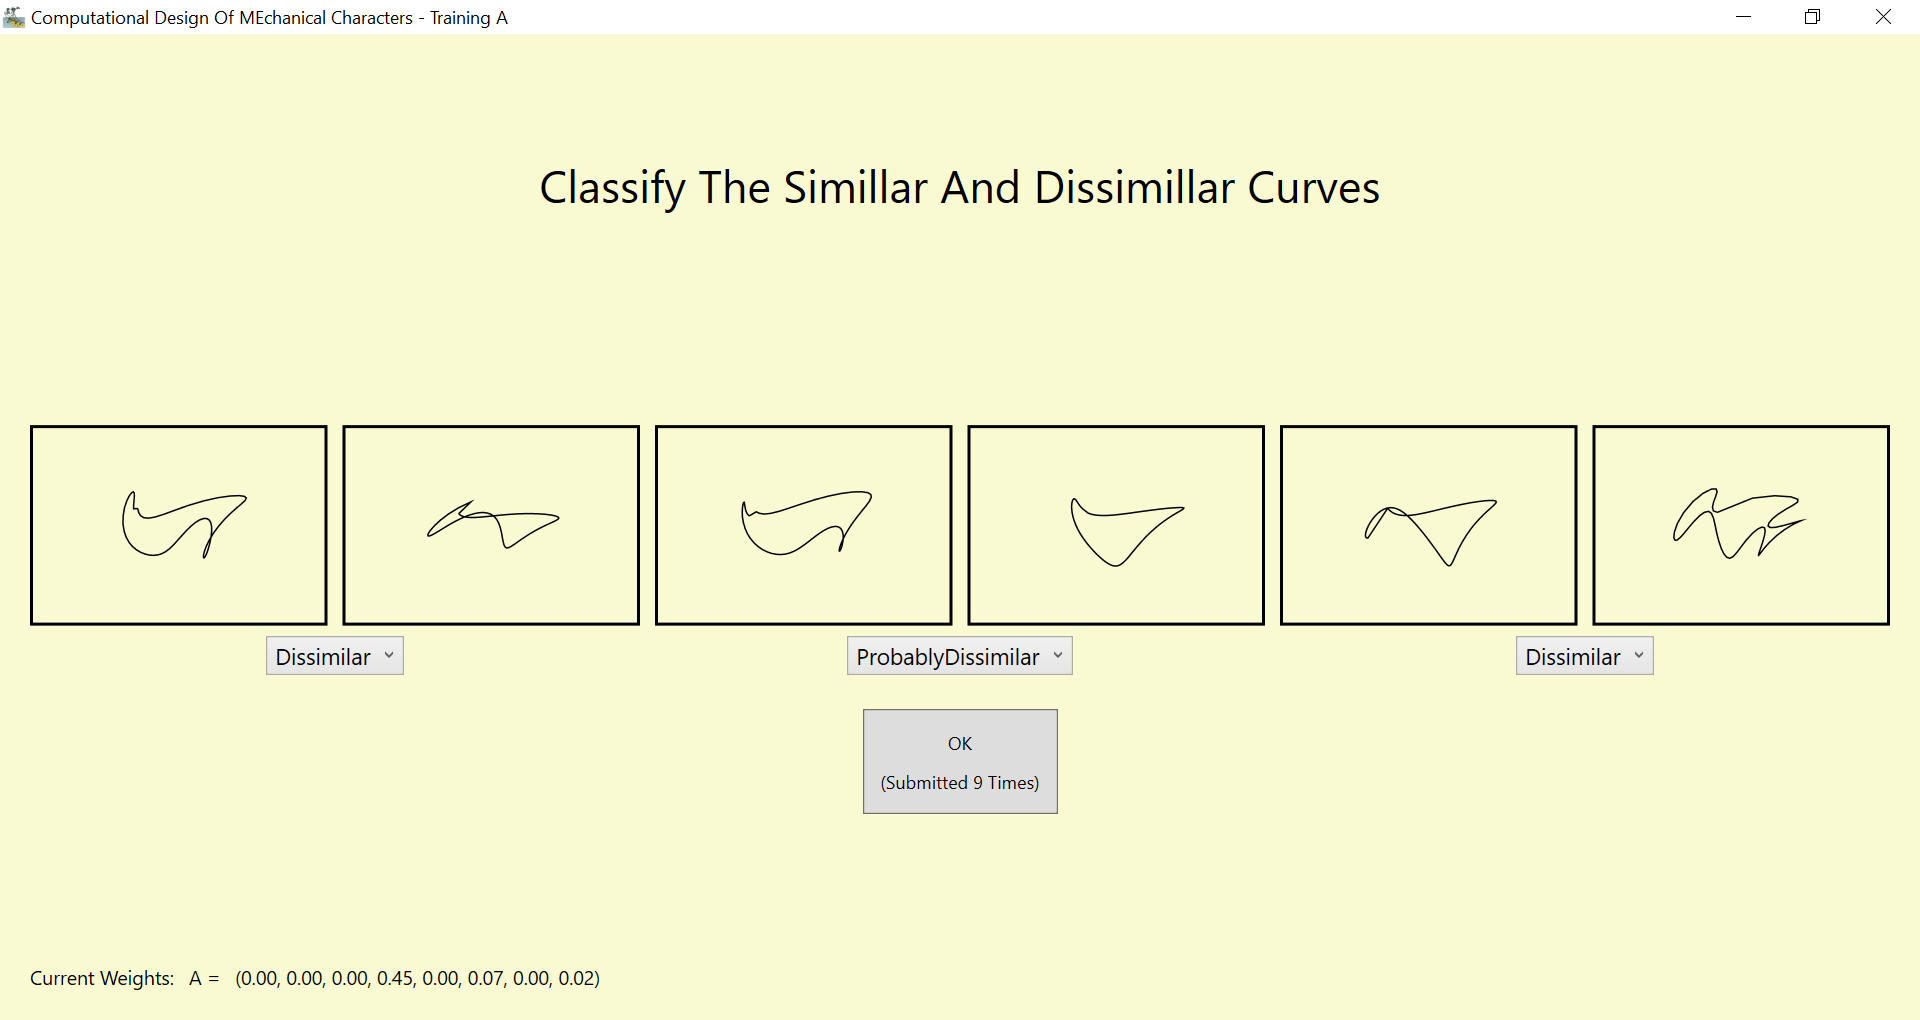 Computational Design Of MEchanical Characters - Training A
Classify The Simillar And Dissimillar Curves
Dissimilar
ProbablyDissimilar
Dissimilar
OK
(Submitted 9 Times)
Current Weights:   A =   (0.00, 0.00, 0.00, 0.45, 0.00, 0.07, 0.00, 0.02)